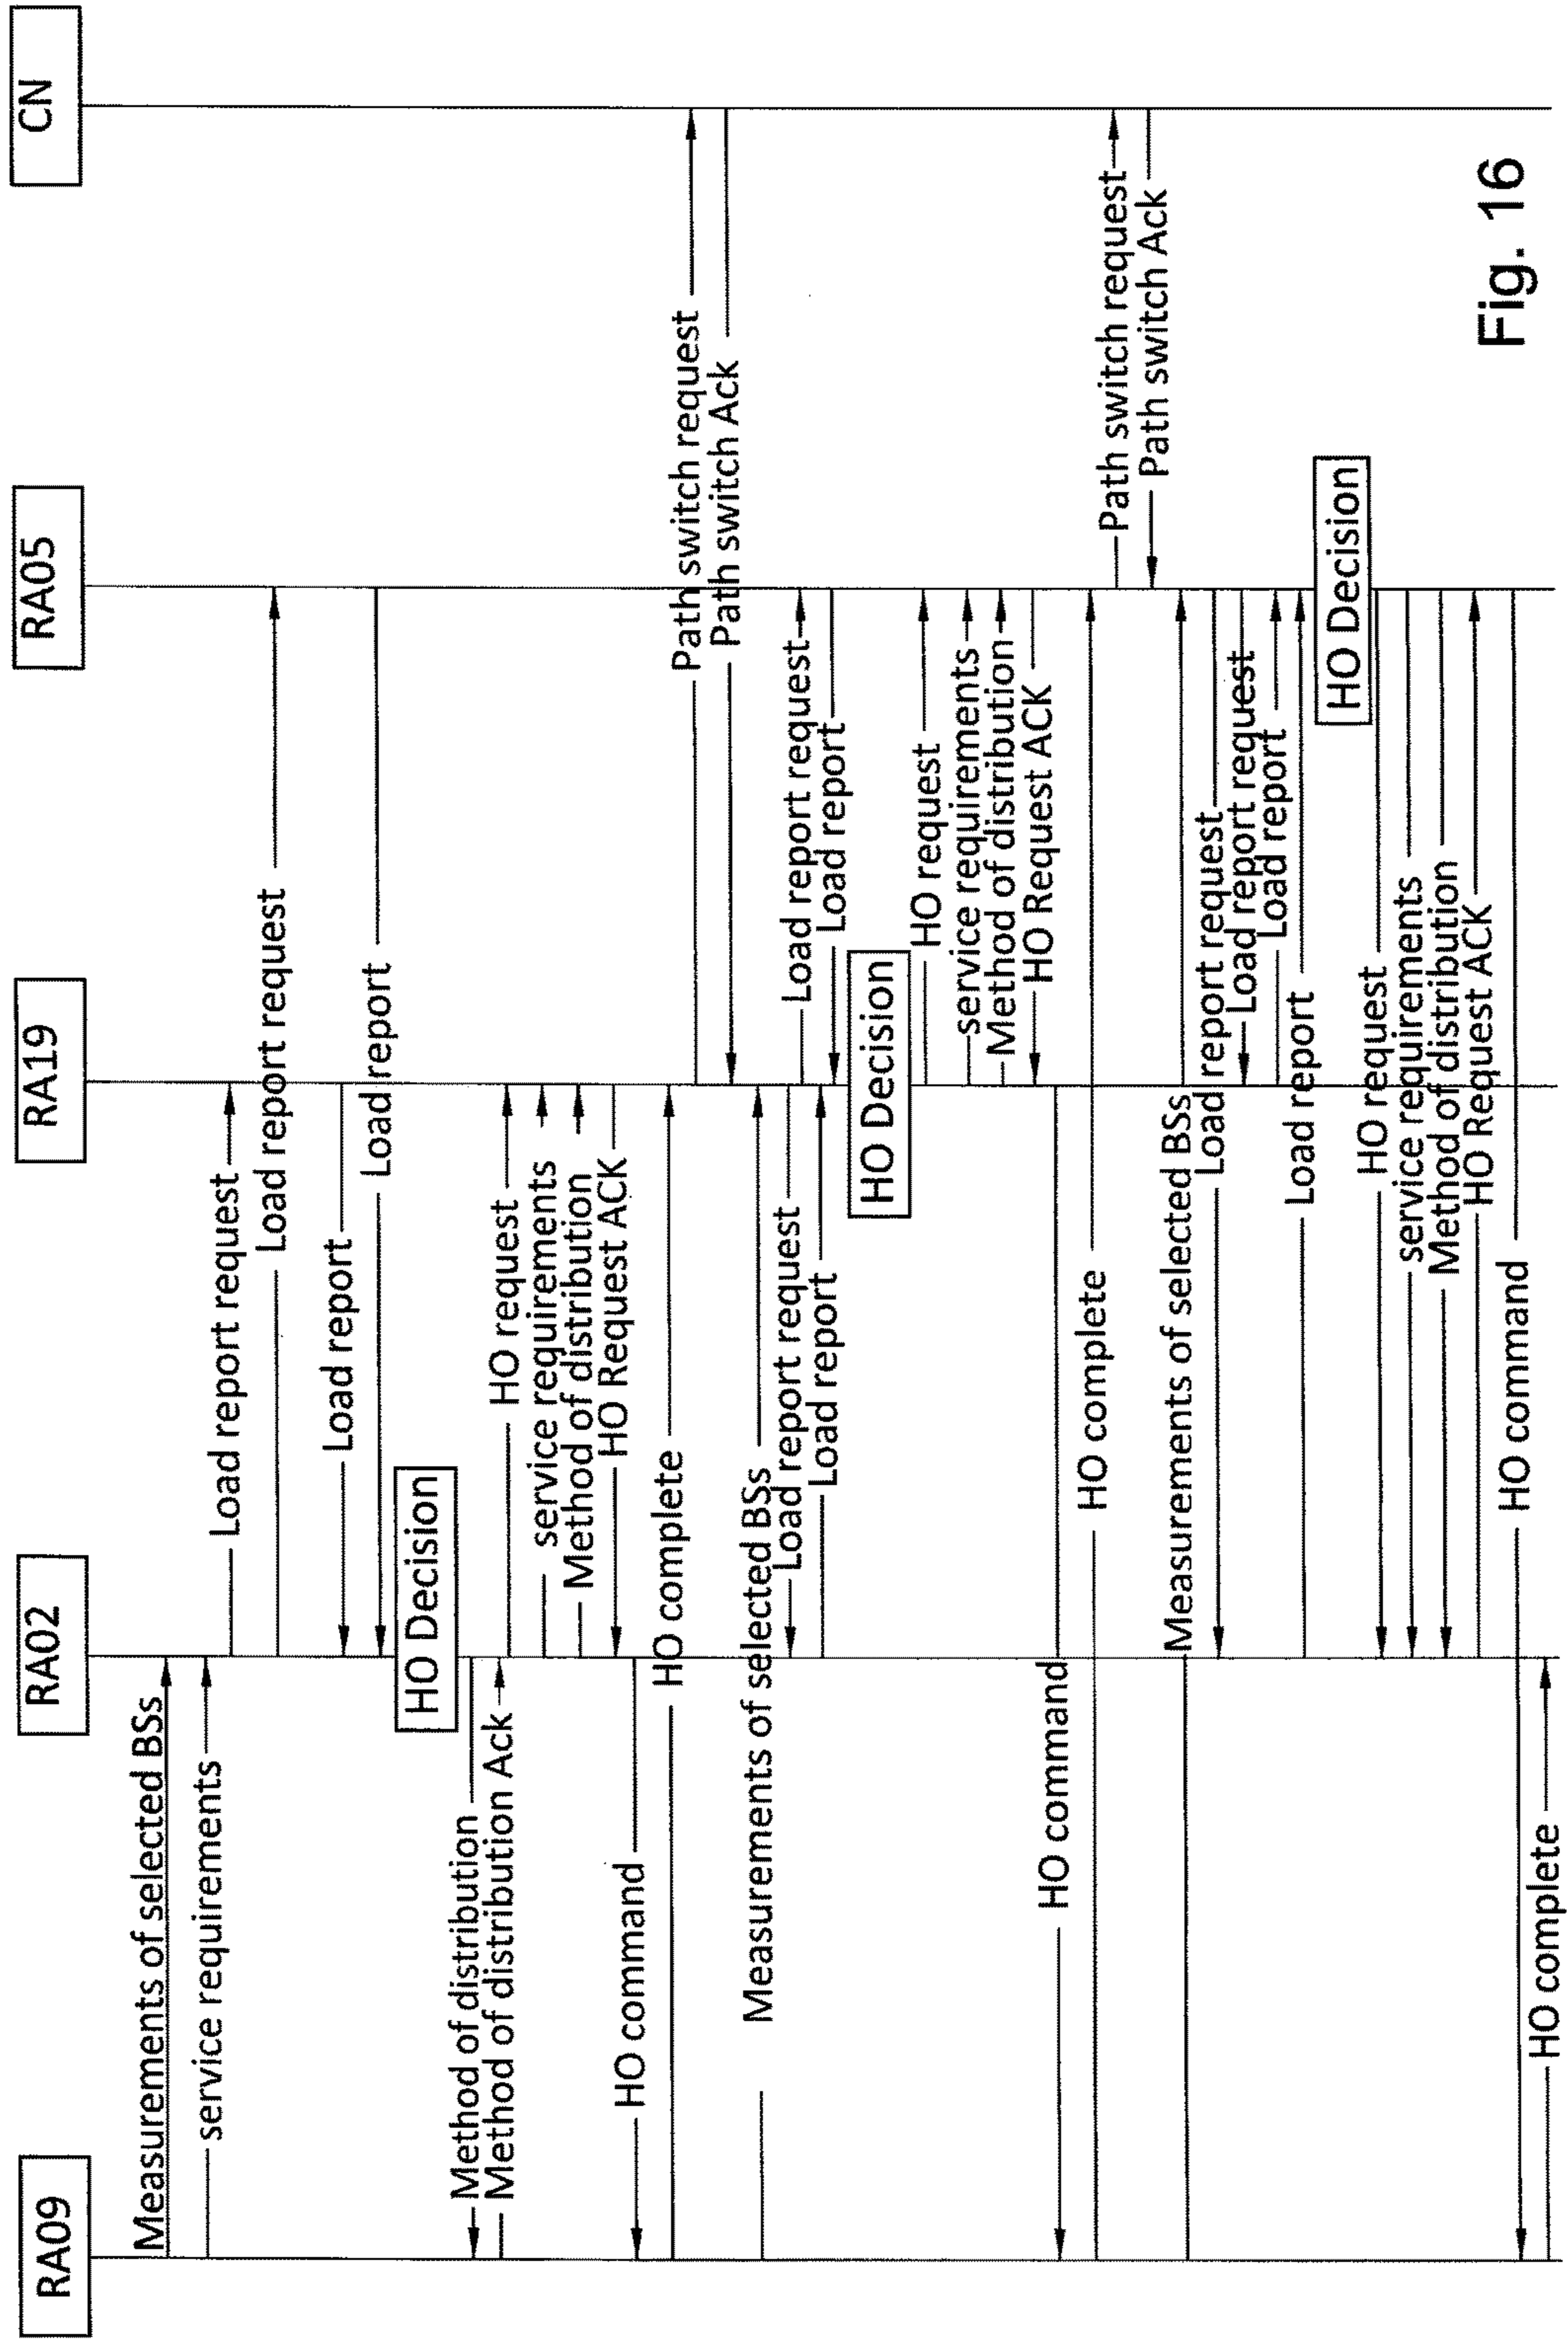 RA09
RA02
RA19
RA05
CN
Measurements of selected BSs
service requirements
Load report request
Load report request
Load report
Load report
HO Decision
Method of distribution
Method of distribution Ack
HO request
service requirements
Method of distribution
HO Request ACK
HO command
HO complete
Path switch request
Path switch Ack
Measurements of selected BSs
Load report request
Load report request
Load report
Load report
HO Decision
HO request
service requirements
Method of distribution
HO Request ACK
HO command
HO complete
Path switch request
Path switch Ack
Measurements of selected BSs
Load report request
Load report request
Load report
Load report
HO Decision
HO request
service requirements
Method of distribution
HO Request ACK
HO command
HO complete
Fig. 16